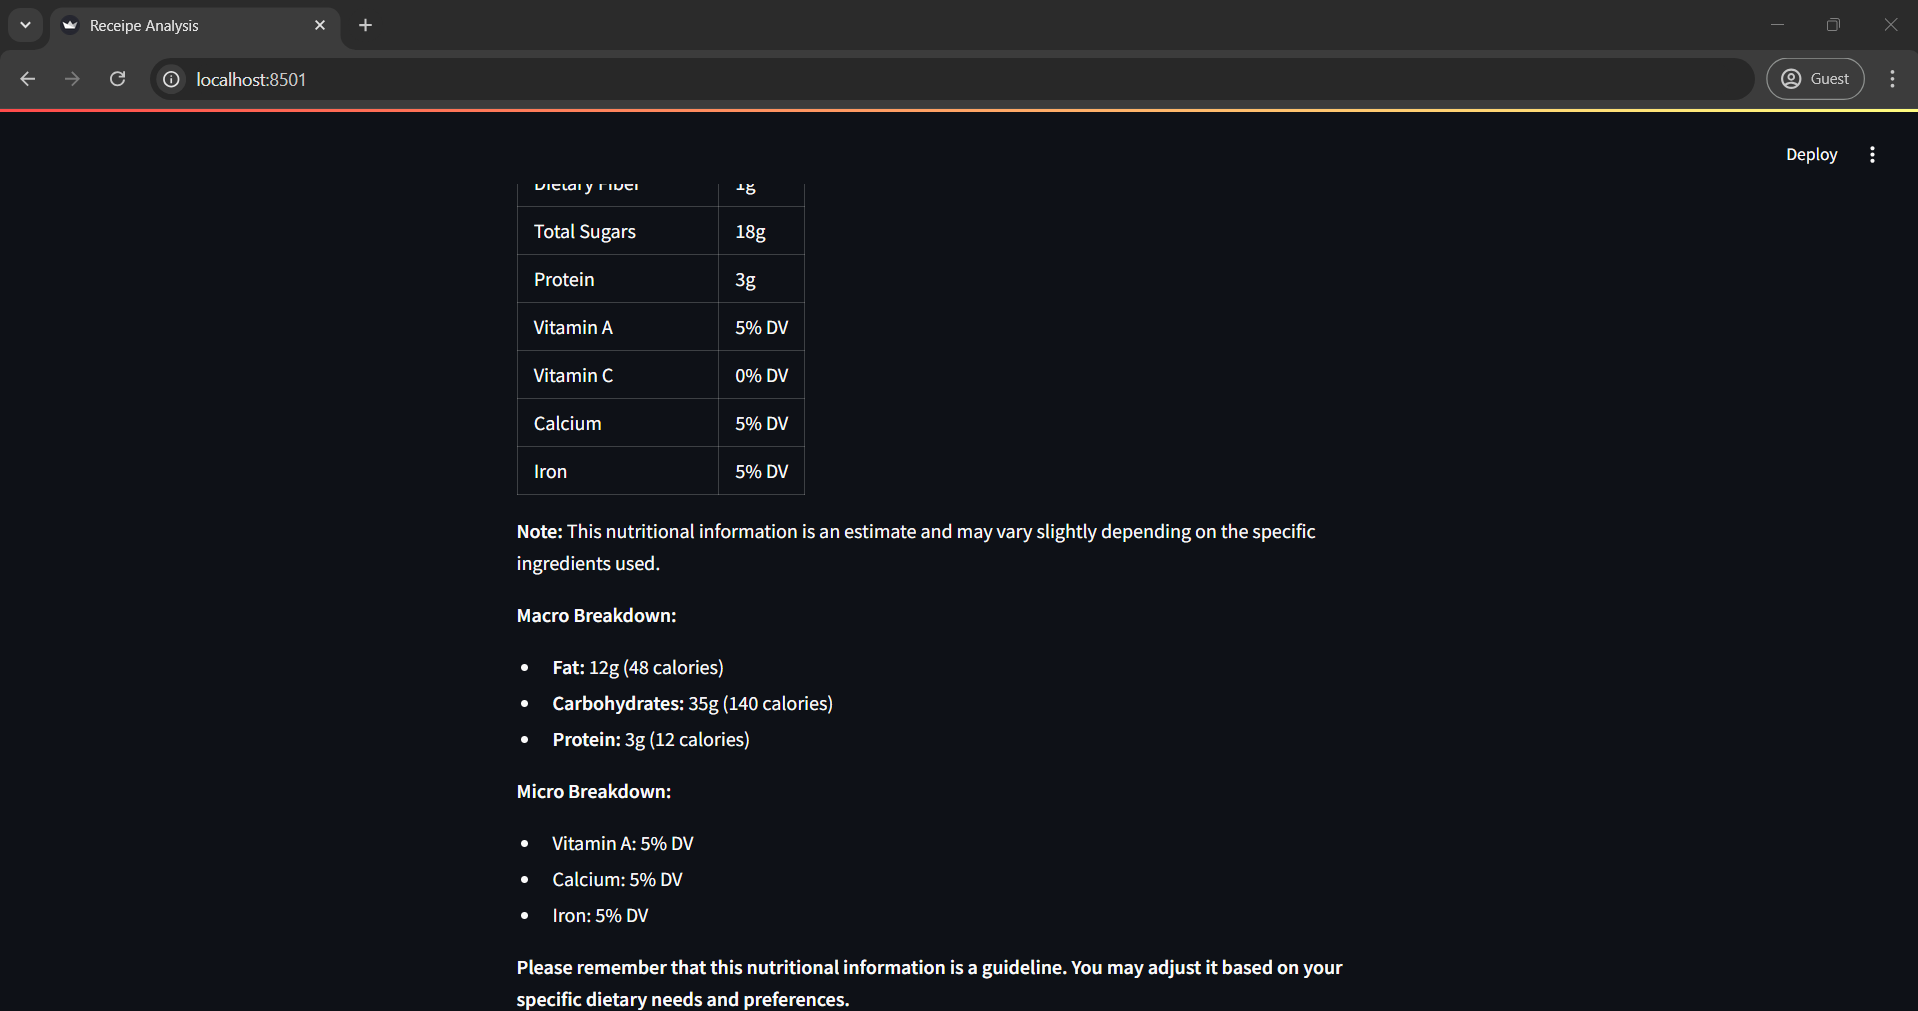 Receipe Analysis
localhost:8501
Guest
Deploy
Dietary Fiber 1g
Total Sugars 18g
Protein 3g
Vitamin A 5% DV
Vitamin C 0% DV
Calcium 5% DV
Iron 5% DV
Note: This nutritional information is an estimate and may vary slightly depending on the specific
ingredients used.
Macro Breakdown:
• Fat: 12g (48 calories)
• Carbohydrates: 35g (140 calories)
• Protein: 3g (12 calories)
Micro Breakdown:
• Vitamin A: 5% DV
• Calcium: 5% DV
• Iron: 5% DV
Please remember that this nutritional information is a guideline. You may adjust it based on your
specific dietary needs and preferences.